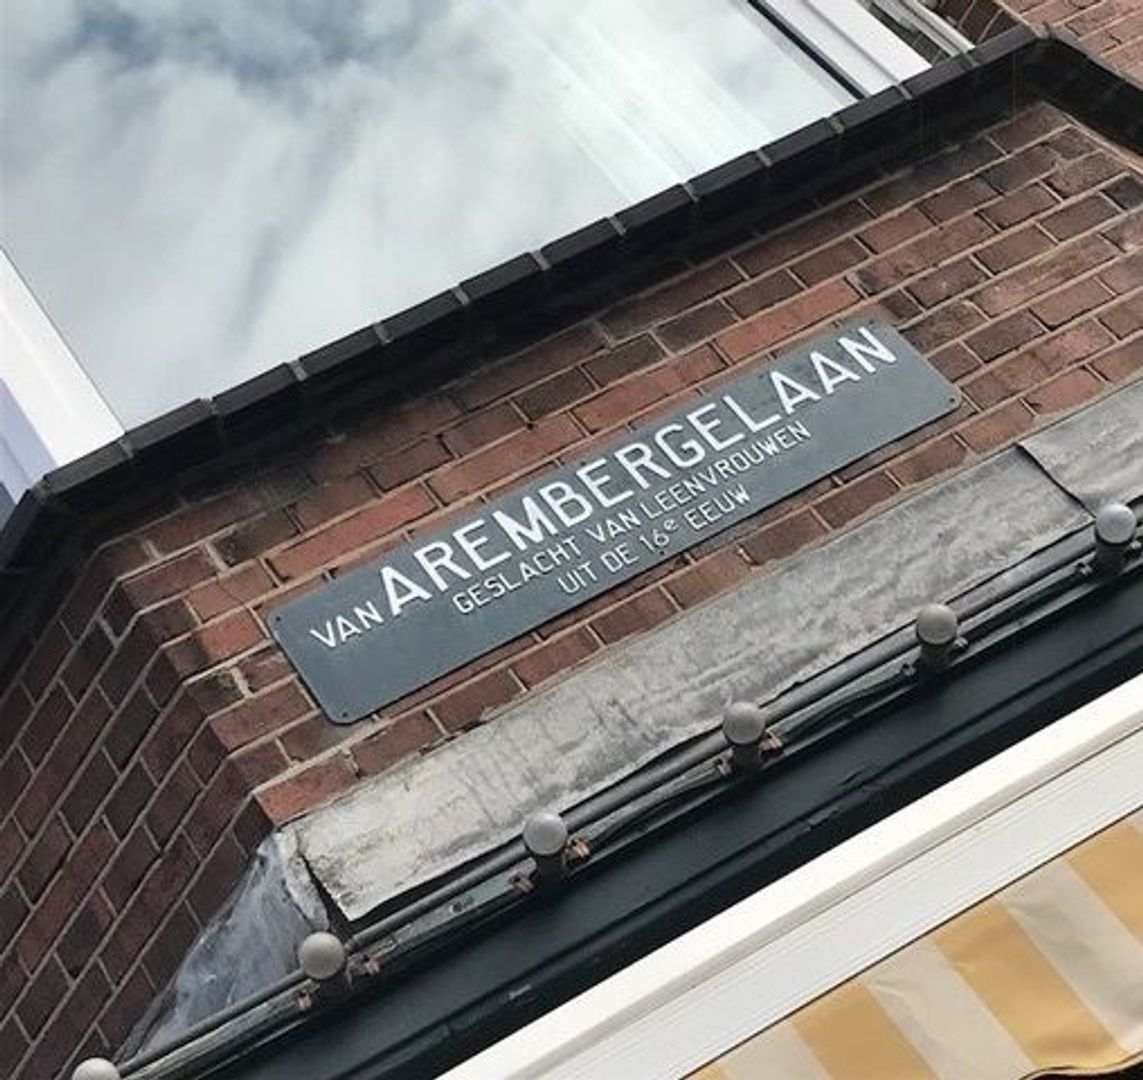 VAN AREMBERGELAAN
GESLACHT VAN LEENVROUWEN
UIT DE 16e EEUW